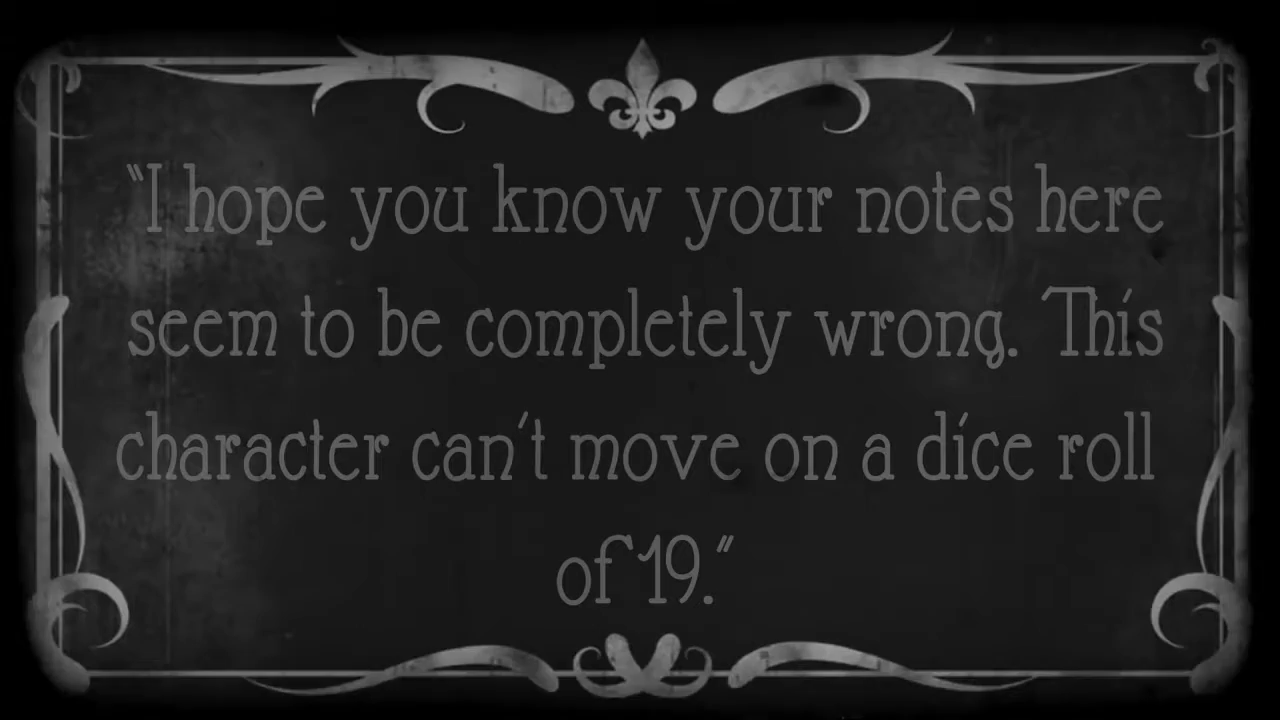 "I hope you know your notes here
seem to be completely wrong. This
character can't move on a dice roll
of 19."